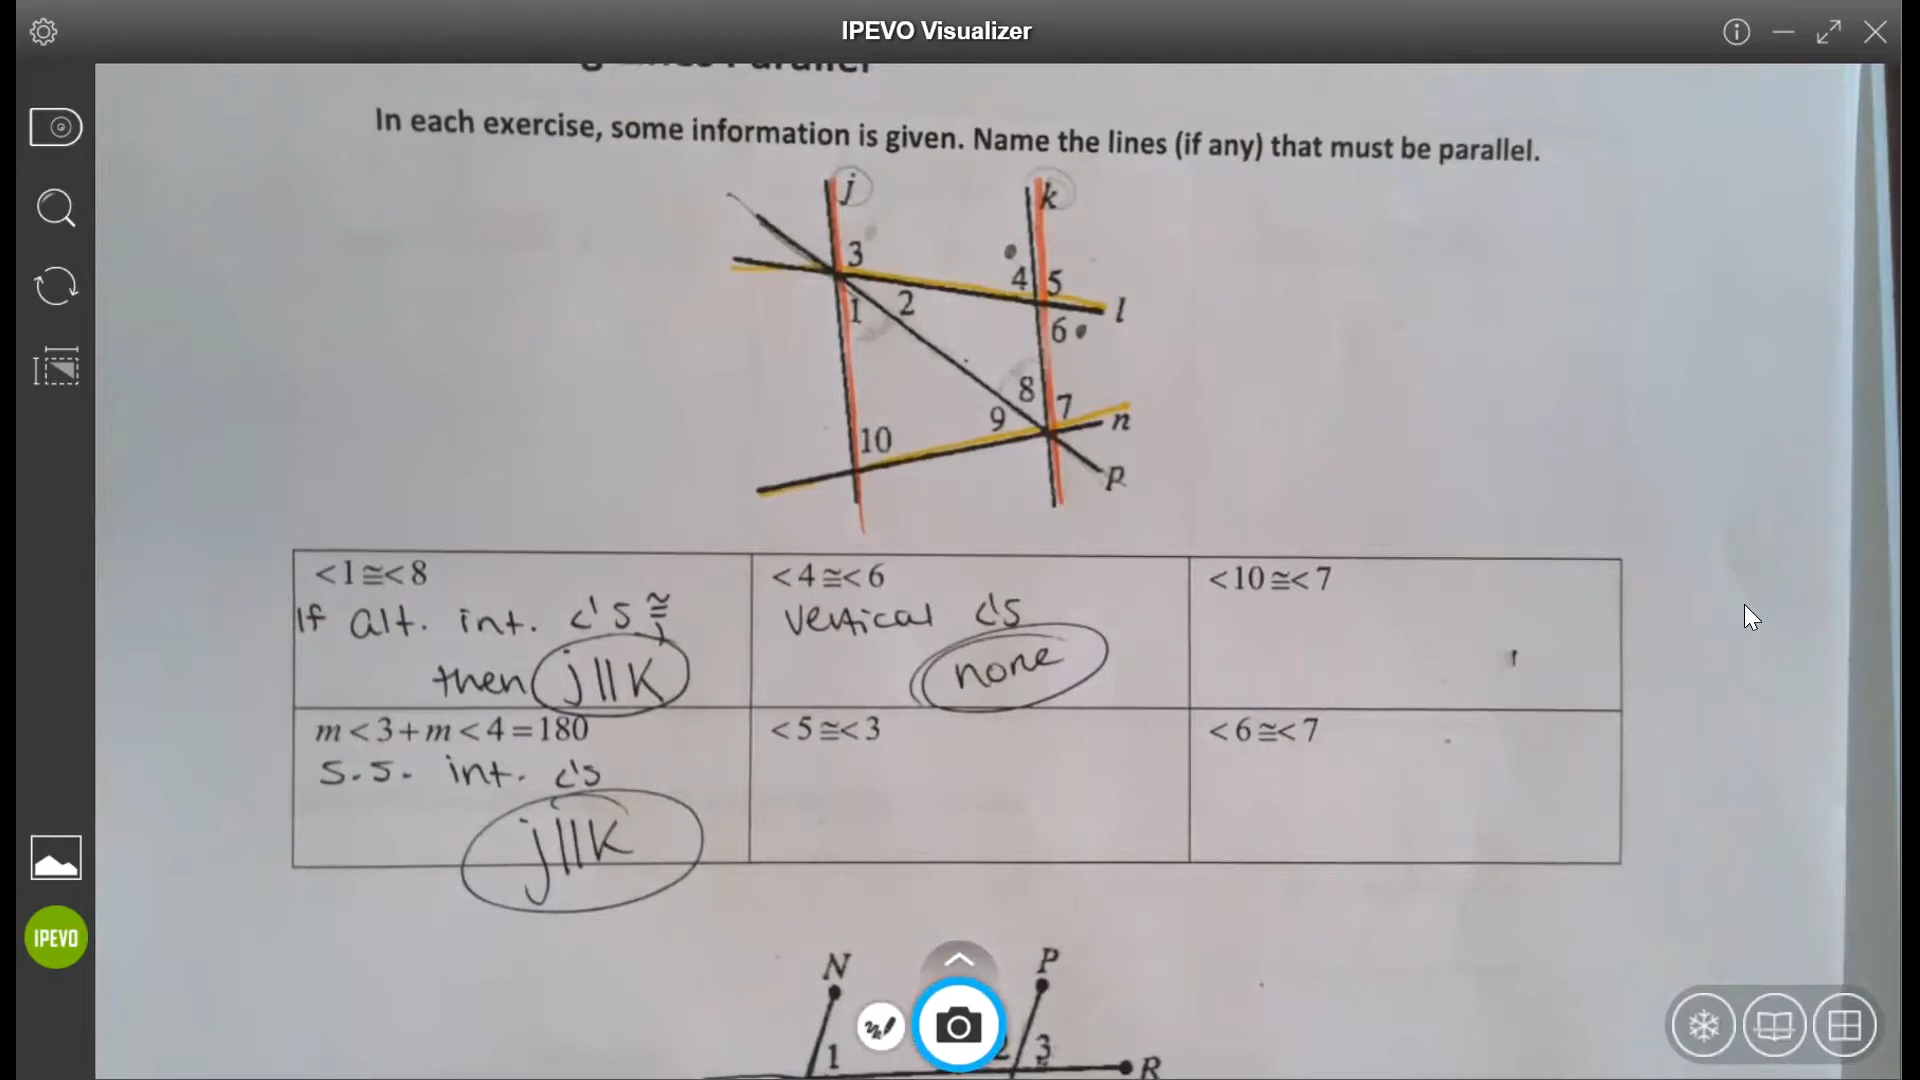 IPEVO Visualizer
g Lines Parallel
In each exercise, some information is given. Name the lines (if any) that must be parallel.
j
k
3
4 5
1 2
l
6
8
9 7
n
10
p
<1≅<8
If alt. int. <'s ≅,
then j||k
<4≅<6
Vertical <'s
none
<10≅<7
m<3+m<4=180
s.s. int. <'s
j||k
<5≅<3
<6≅<7
IPEVO
N
P
1
2 3
R